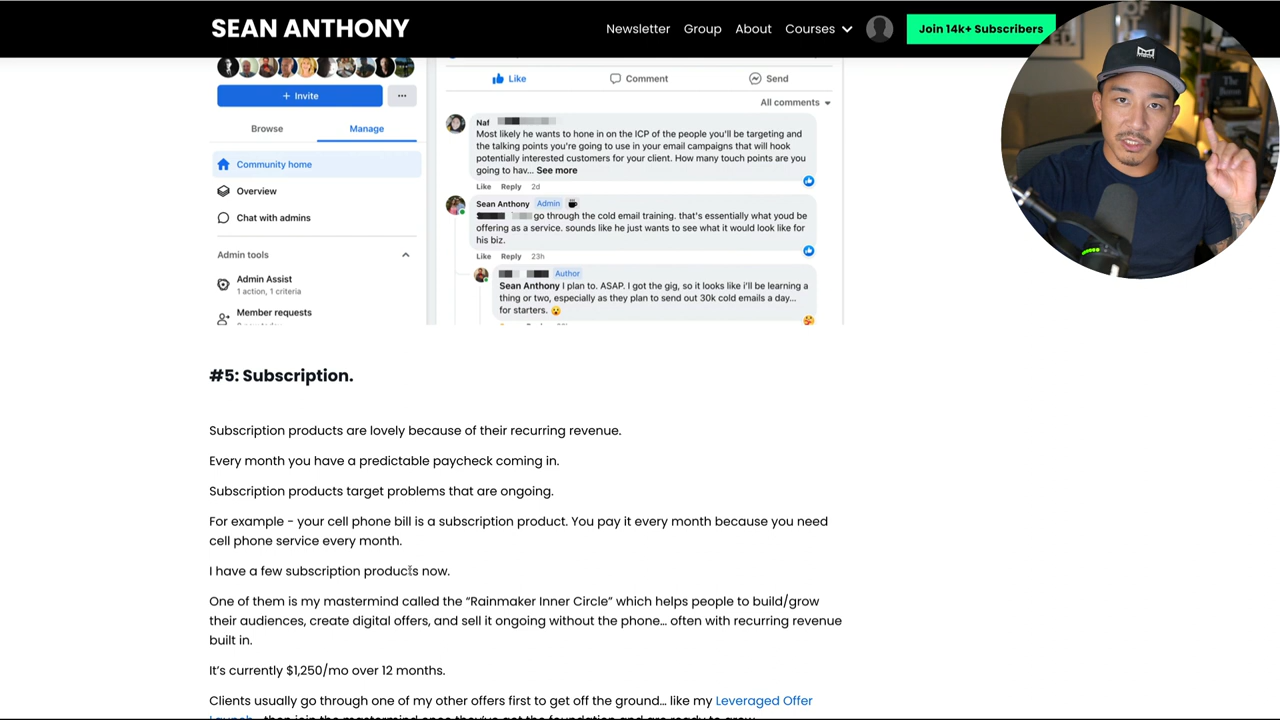 SEAN ANTHONY
Newsletter Group About Courses
Join 14k+ Subscribers
+ Invite
...
Browse Manage
Community home
Overview
Chat with admins
Admin tools
Admin Assist
1 action, 1 criteria
Member requests
Like Comment Send
All comments
Naf
Most likely he wants to hone in on the ICP of the people you'll be targeting and
the talking points you're going to use in your email campaigns that will hook
potentially interested customers for your client. How many touch points are you
going to hav... See more
Like Reply 2d
Sean Anthony Admin
go through the cold email training. that's essentially what youd be
offering as a service. sounds like he just wants to see what it would look like for
his biz.
Like Reply 23h
Author
Sean Anthony I plan to. ASAP. I got the gig, so it looks like i'll be learning a
thing or two, especially as they plan to send out 30k cold emails a day...
for starters. 😮
#5: Subscription.
Subscription products are lovely because of their recurring revenue.
Every month you have a predictable paycheck coming in.
Subscription products target problems that are ongoing.
For example - your cell phone bill is a subscription product. You pay it every month because you need
cell phone service every month.
I have a few subscription products now.
One of them is my mastermind called the “Rainmaker Inner Circle” which helps people to build/grow
their audiences, create digital offers, and sell it ongoing without the phone… often with recurring revenue
built in.
It’s currently $1,250/mo over 12 months.
Clients usually go through one of my other offers first to get off the ground… like my Leveraged Offer